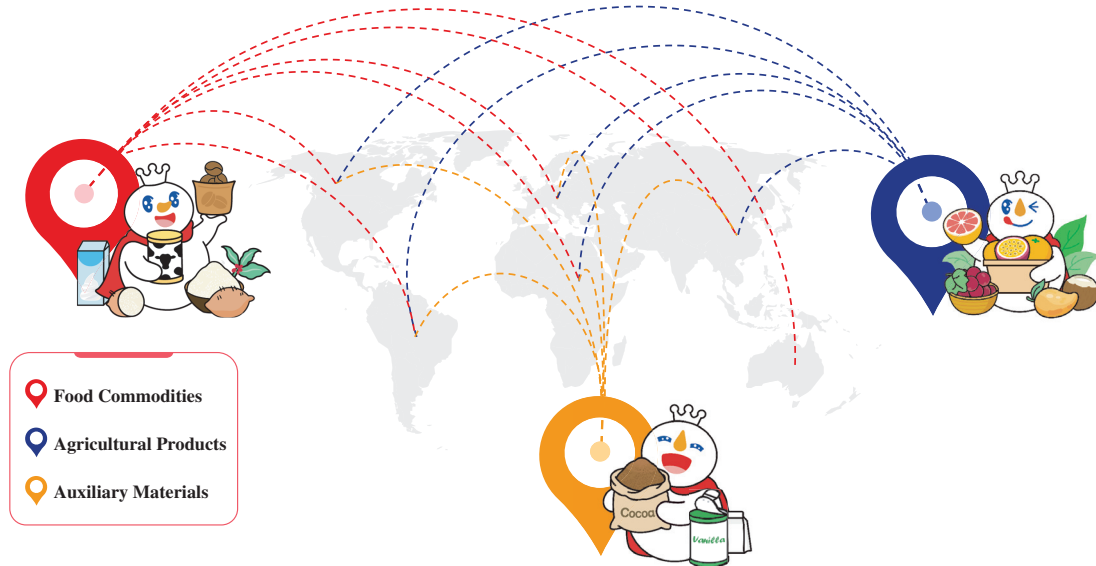 Food Commodities
Agricultural Products
Auxiliary Materials
Cocoa
Vanilla